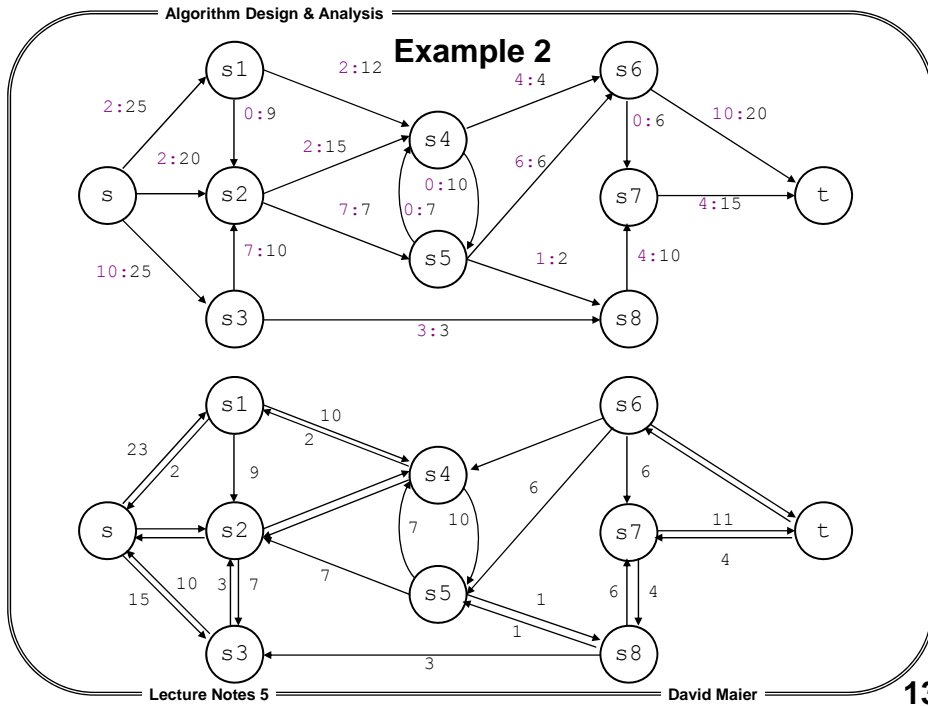 Algorithm Design & Analysis
Example 2
s1
s6
2:12
4:4
2:25
0:9
s4
0:6
10:20
2:20
2:15
6:6
0:10
s
s2
s7
t
7:7
0:7
4:15
s5
7:10
1:2
4:10
10:25
s3
s8
3:3
s1
s6
10
23
2
2
9
s4
6
6
7
10
s
s2
s7
11
t
4
7
10
3
7
s5
1
6
4
15
1
s3
3
s8
Lecture Notes 5
David Maier
13